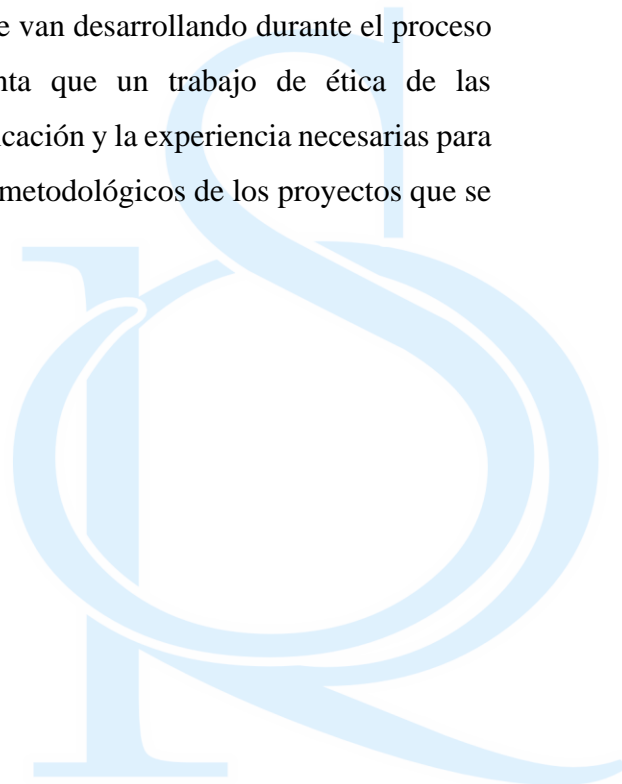 e van desarrollando durante el proceso
nta que un trabajo de ética de las
icación y la experiencia necesarias para
metodológicos de los proyectos que se